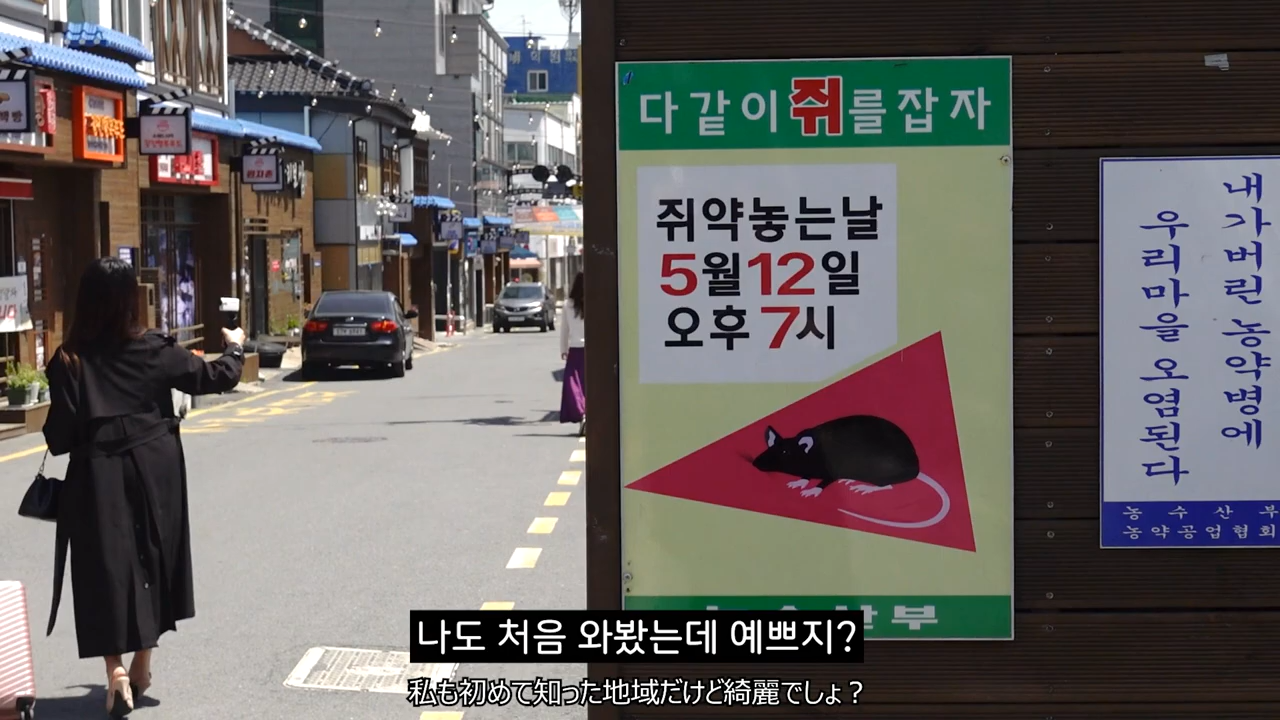 다같이쥐를잡자
쥐약놓는날
5월12일
오후7시
내가버린 농약병에
우리마을 오염된다
농수산부
농약공업협회
나도 처음 와봤는데 예쁘지?
私も初めて知った地域だけど綺麗でしょ？